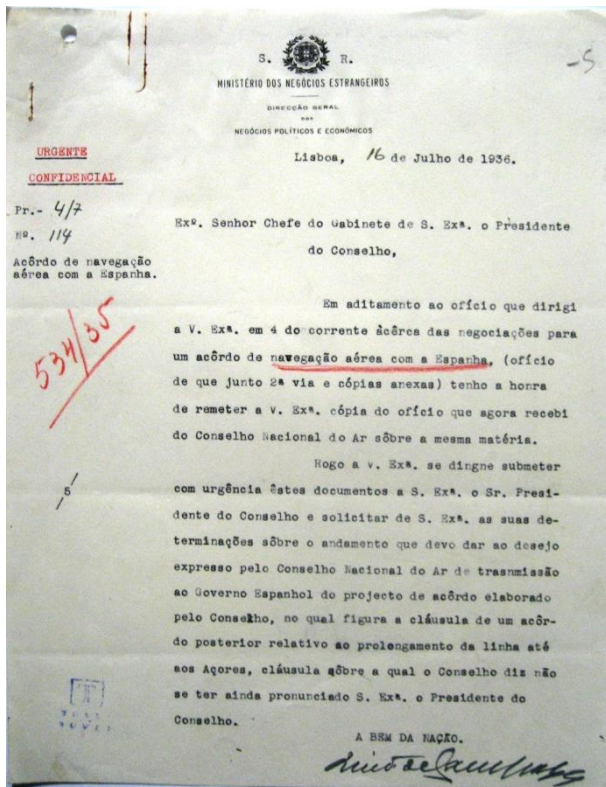 -5
S. R.
MINISTÉRIO DOS NEGÓCIOS ESTRANGEIROS
DIRECÇÃO GERAL
DOS
NEGÓCIOS POLÍTICOS E ECONÓMICOS
URGENTE
CONFIDENCIAL
Lisboa, 16 de Julho de 1936.
Pr.- 4/7
Nº. 114
Acôrdo de navegação
aérea com a Espanha.
534/35
Exº. Senhor Chefe do Gabinete de S. Exª. o Presidente
do Conselho,
Em aditamento ao ofício que dirigi
a V. Exª. em 4 do corrente àcêrca das negociações para
um acôrdo de navegação aérea com a Espanha, (ofício
de que junto 2ª via e cópias anexas) tenho a honra
de remeter a V. Exª. cópia do ofício que agora recebi
do Conselho Nacional do Ar sôbre a mesma matéria.
Rogo a v. Exª. se dingne submeter
com urgência êstes documentos a S. Exª. o Sr. Presi-
dente do Conselho e solicitar de S. Exª. as suas de-
terminações sôbre o andamento que devo dar ao desejo
expresso pelo Conselho Nacional do Ar de trasnmissão
ao Governo Espanhol do projecto de acôrdo elaborado
pelo Conselho, no qual figura a cláusula de um acôr-
do posterior relativo ao prolongamento da linha até
aos Açores, cláusula sôbre a qual o Conselho diz não
se ter ainda pronunciado S. Exª. o Presidente do
Conselho.
/5/
A BEM DA NAÇÃO.